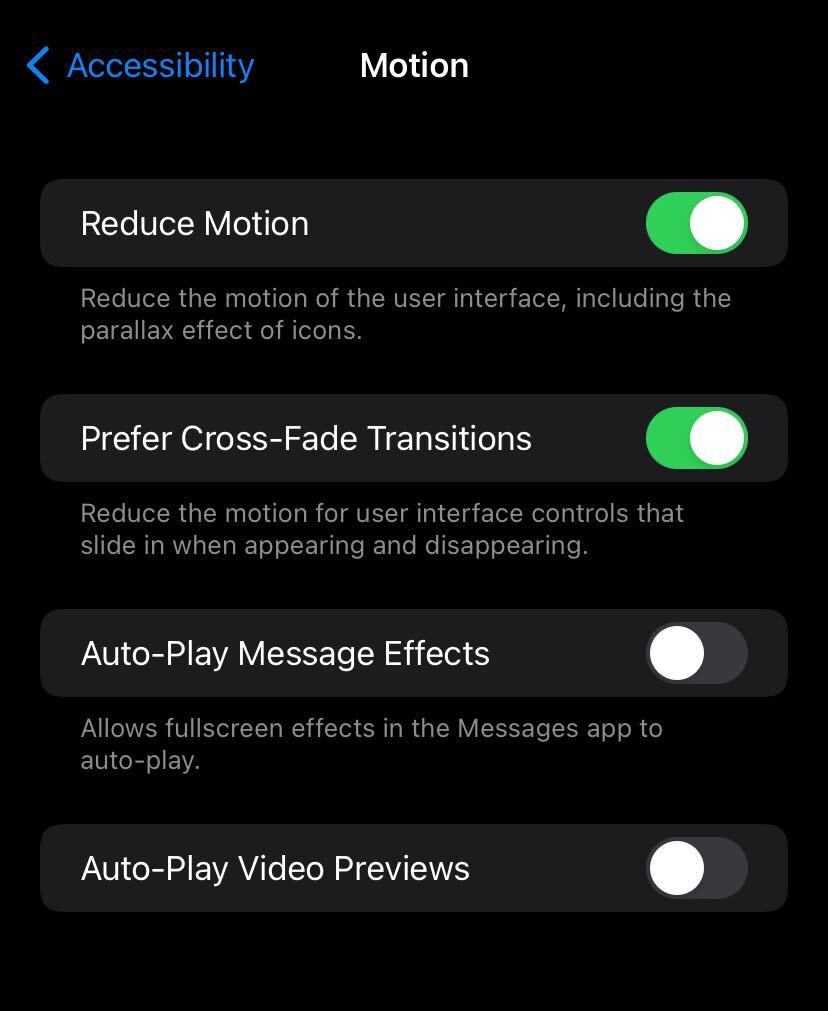 Accessibility
Motion
Reduce Motion
Reduce the motion of the user interface, including the
parallax effect of icons.
Prefer Cross-Fade Transitions
Reduce the motion for user interface controls that
slide in when appearing and disappearing.
Auto-Play Message Effects
Allows fullscreen effects in the Messages app to
auto-play.
Auto-Play Video Previews